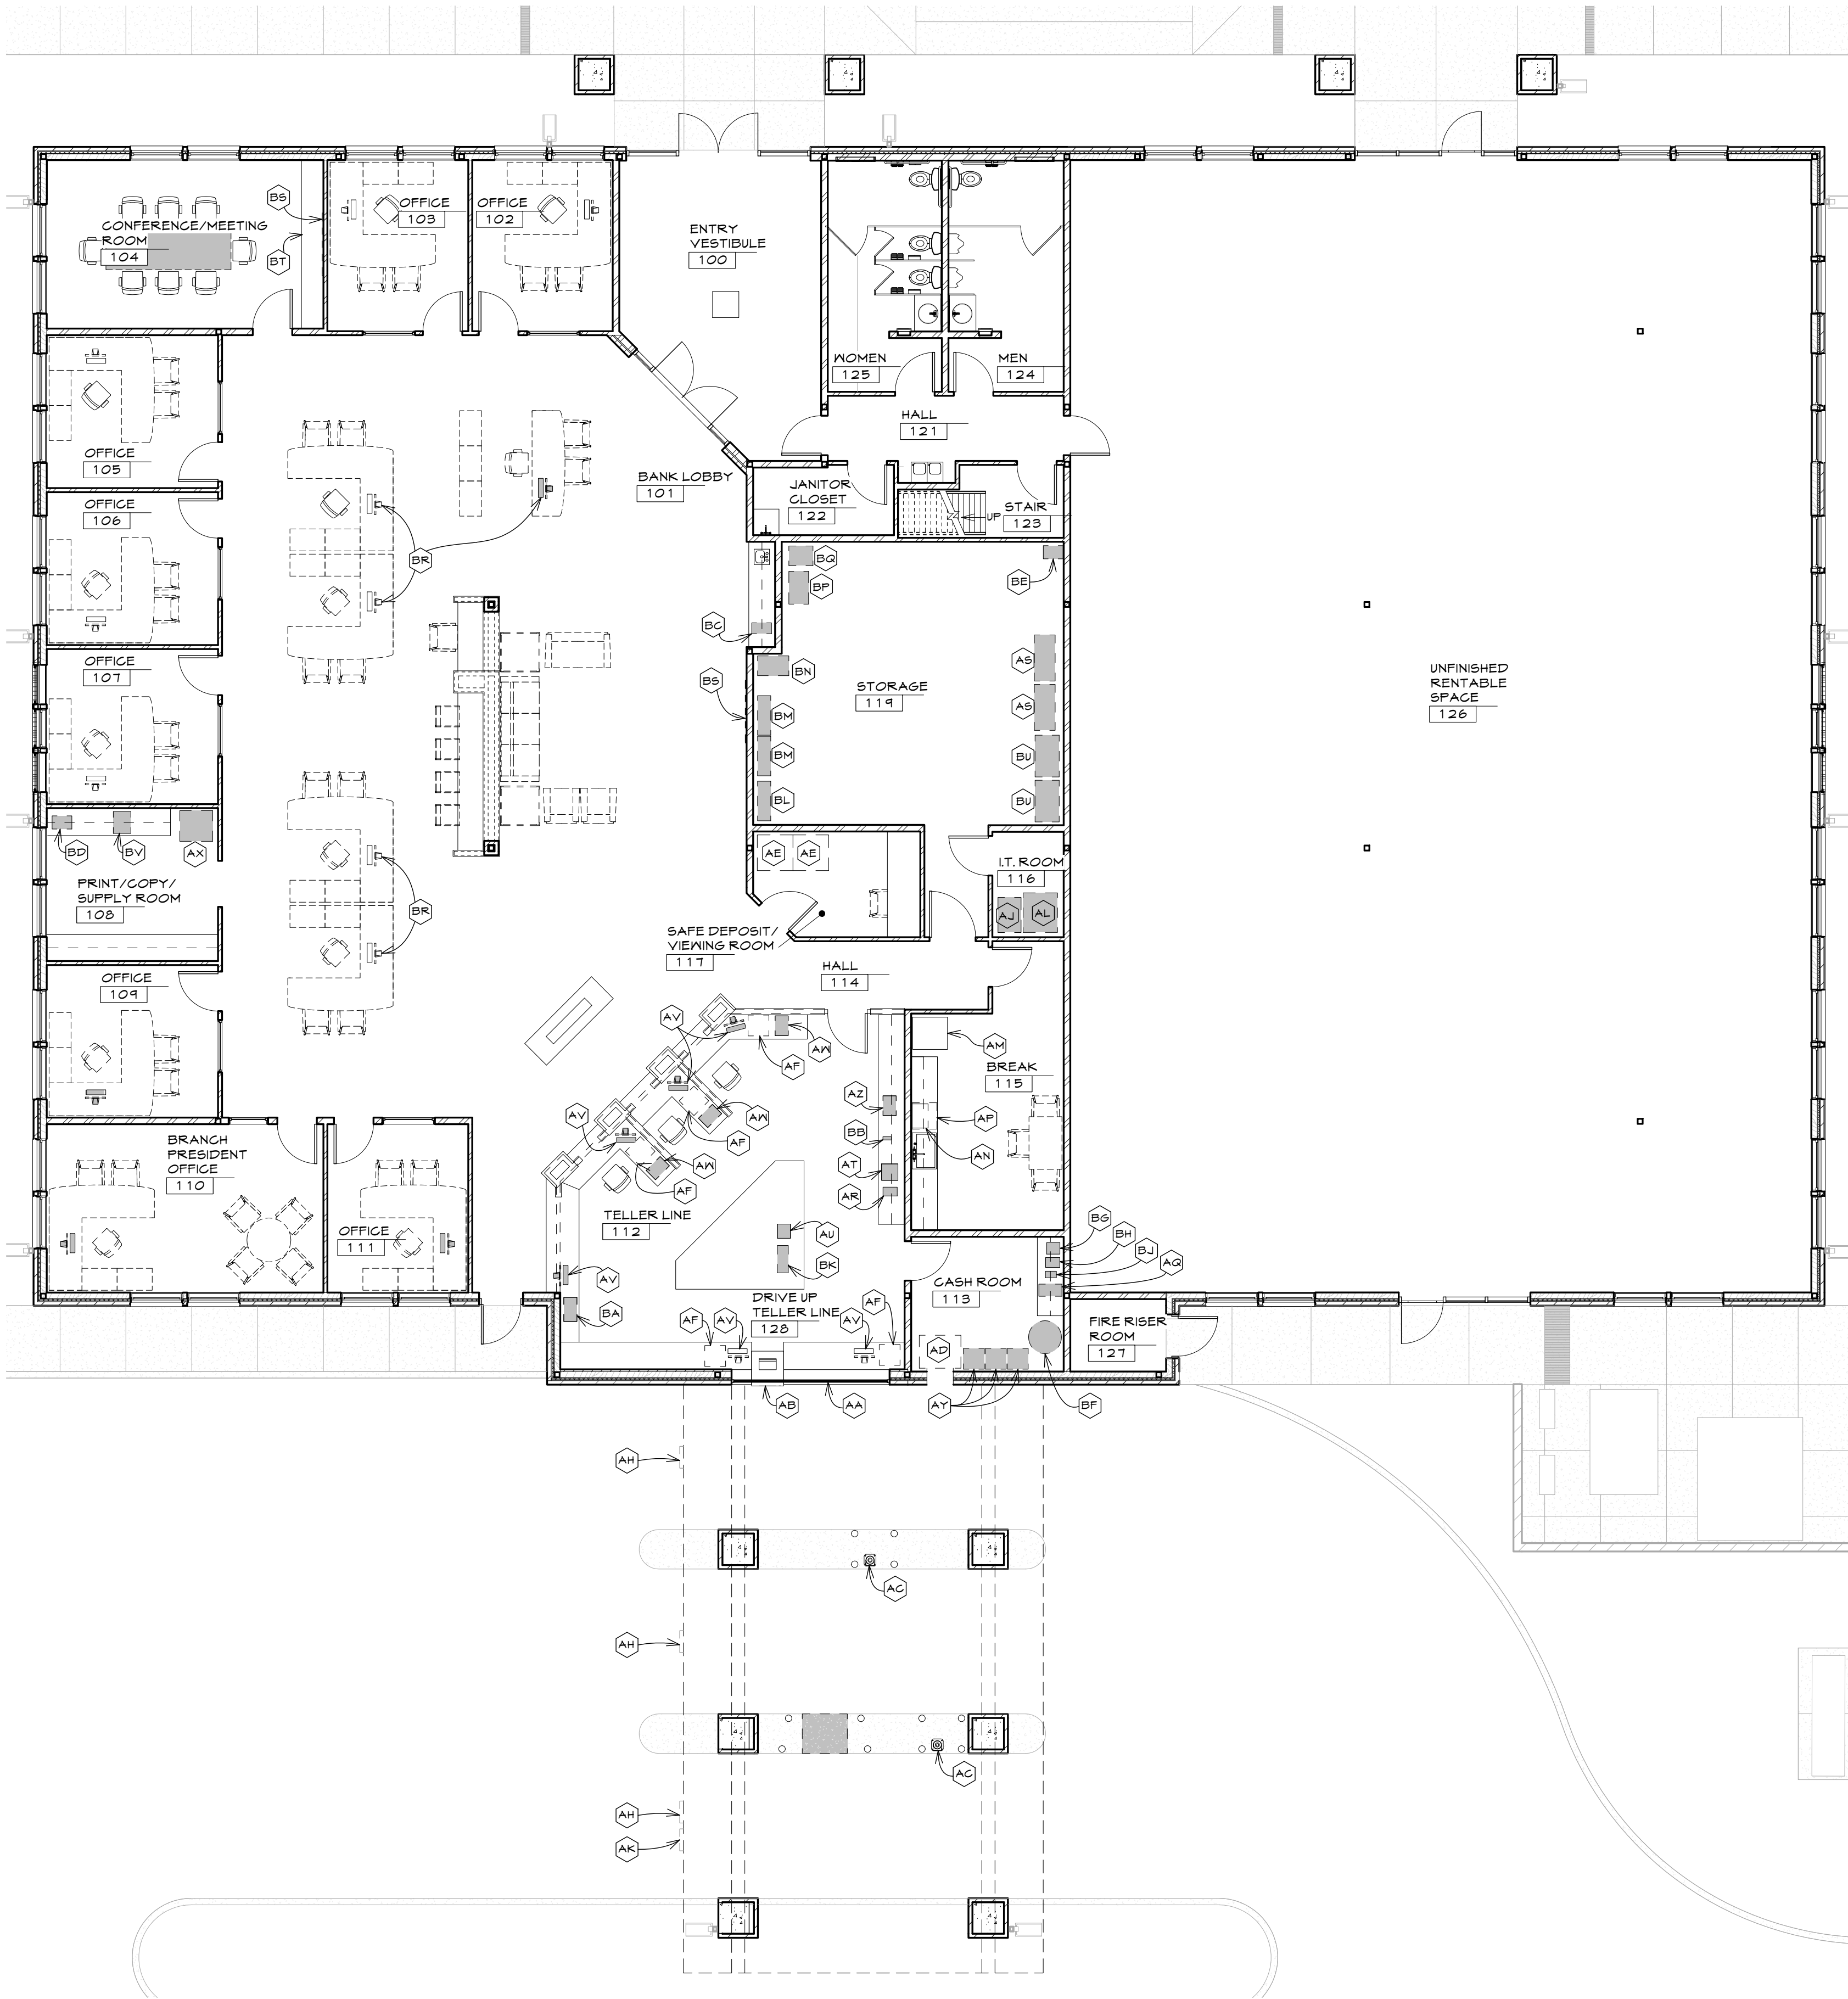 BS
CONFERENCE/MEETING
ROOM
104
BT
OFFICE
103
OFFICE
102
ENTRY
VESTIBULE
100
WOMEN
125
MEN
124
HALL
121
OFFICE
105
BANK LOBBY
101
JANITOR
CLOSET
122
UP
STAIR
123
OFFICE
106
BR
BQ
BP
BE
BC
OFFICE
107
BS
BN
STORAGE
119
AS
AS
BM
BM
BU
BL
BU
UNFINISHED
RENTABLE
SPACE
126
BD
BV
AX
PRINT/COPY/
SUPPLY ROOM
108
BR
AE
AE
I.T. ROOM
116
AJ
AL
SAFE DEPOSIT/
VIEWING ROOM
117
HALL
114
OFFICE
109
AV
AW
AF
AM
BREAK
115
AZ
AP
AV
AW
BB
AF
AN
AW
AT
AF
AR
BRANCH
PRESIDENT
OFFICE
110
OFFICE
111
TELLER LINE
112
AU
BK
BG
BH
BJ
AQ
AV
BA
CASH ROOM
113
DRIVE UP
TELLER LINE
128
AF
AV
AV
AF
FIRE RISER
ROOM
127
AD
AB
AA
AY
BF
AH
AC
AH
AC
AH
AK